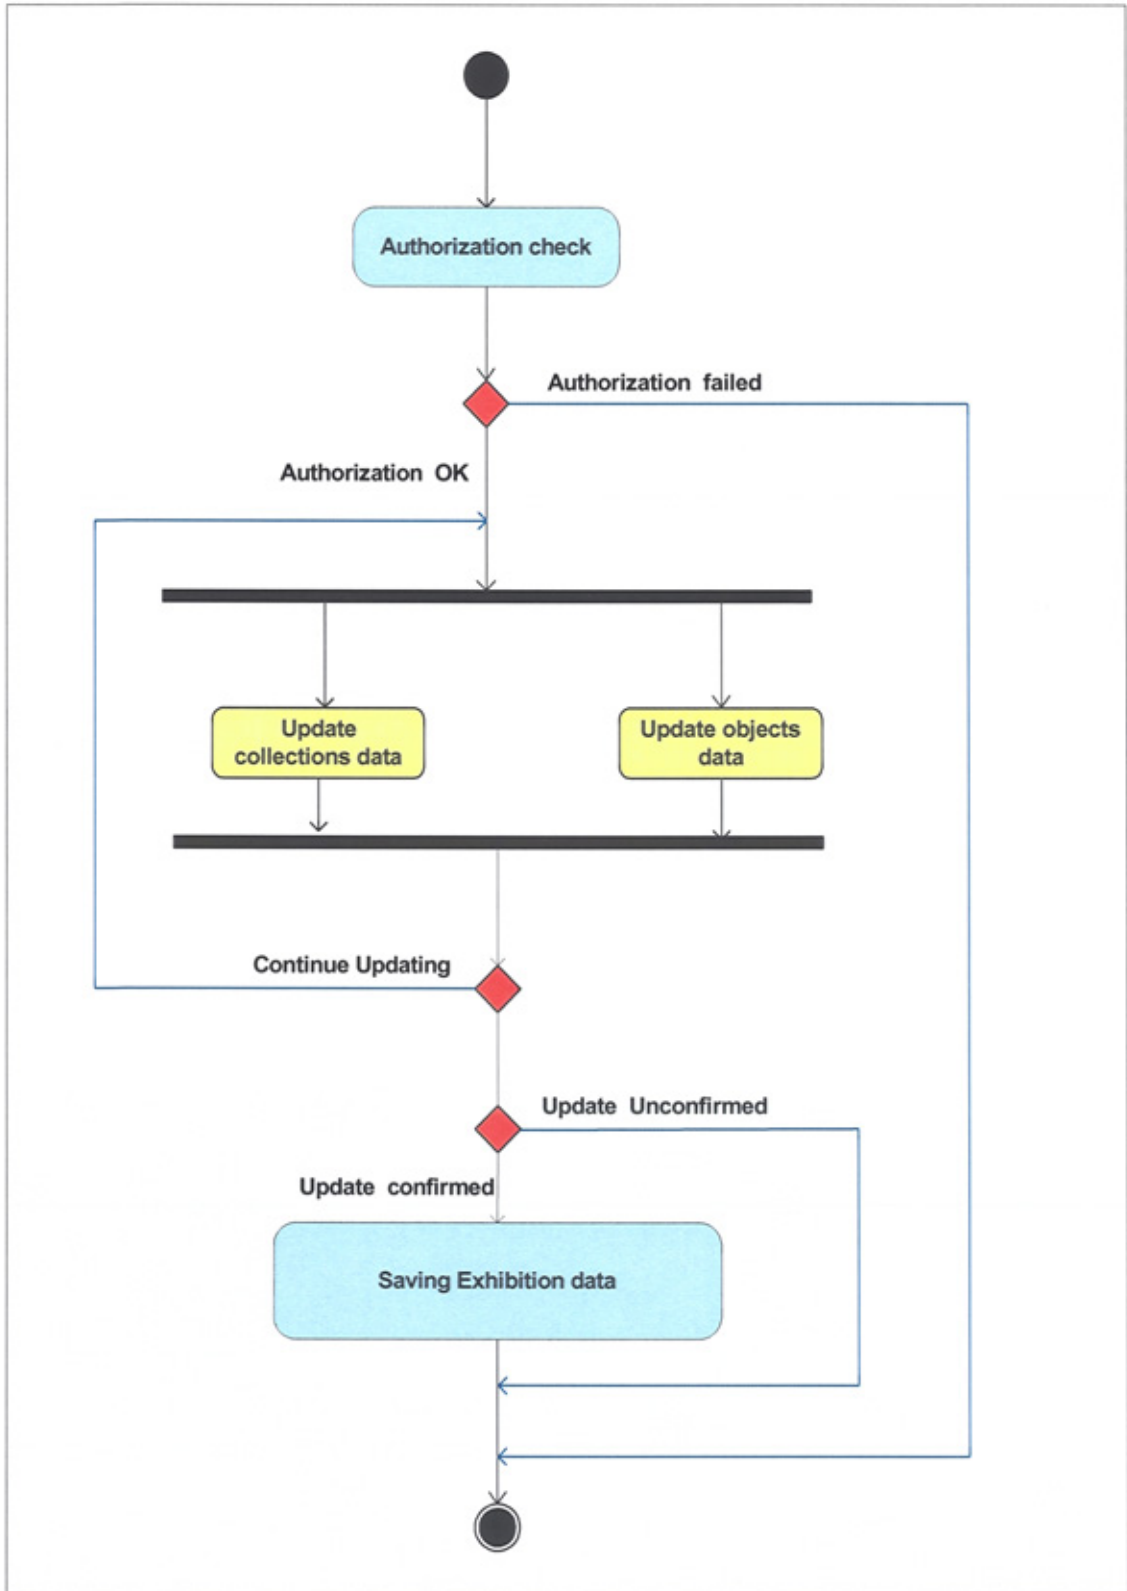 Authorization check
Authorization failed
Authorization OK
Update
collections data
Update objects
data
Continue Updating
Update Unconfirmed
Update confirmed
Saving Exhibition data